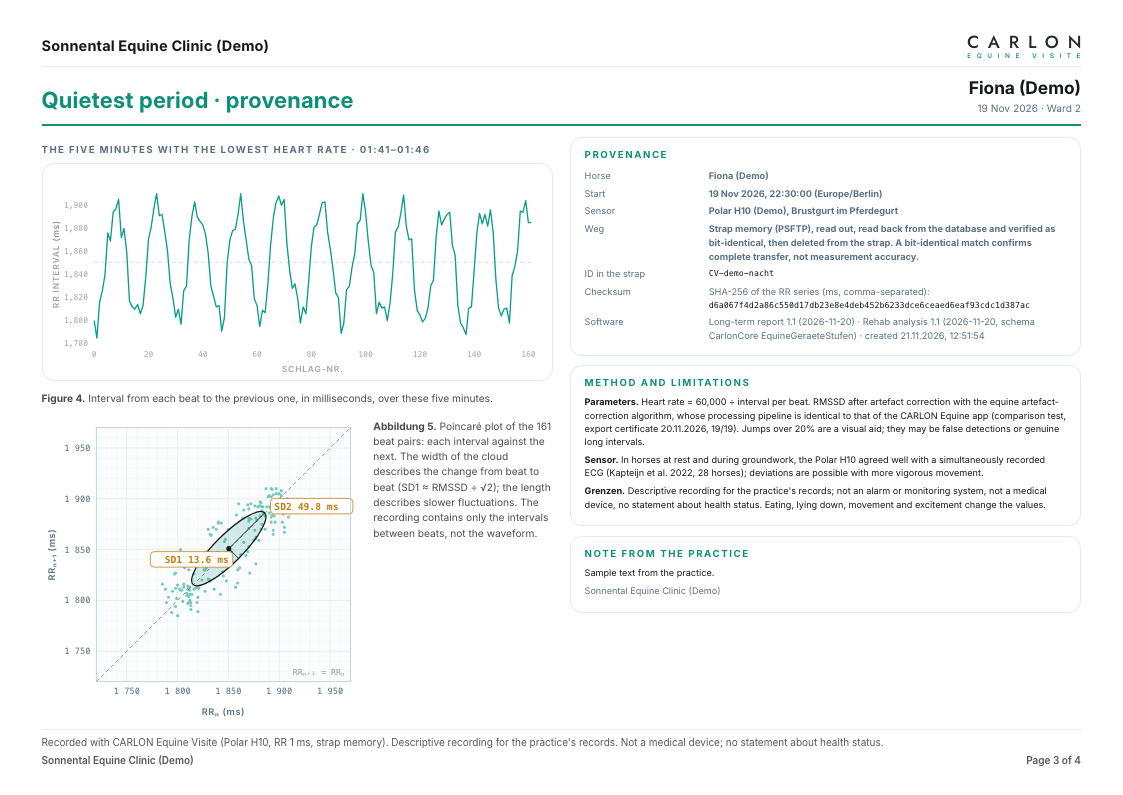 Sonnental Equine Clinic (Demo)
CARLON
EQUINE VISITE
Quietest period · provenance
Fiona (Demo)
19 Nov 2026 · Ward 2
THE FIVE MINUTES WITH THE LOWEST HEART RATE · 01:41–01:46
RR INTERVAL (ms)
1,900
1,880
1,860
1,840
1,820
1,800
1,780
0 20 40 60 80 100 120 140 160
SCHLAG-NR.
Figure 4. Interval from each beat to the previous one, in milliseconds, over these five minutes.
RRₙ₊₁ (ms)
1 950
1 900
1 850
1 800
1 750
SD2 49.8 ms
SD1 13.6 ms
RRₙ₊₁ = RRₙ
1 750 1 800 1 850 1 900 1 950
RRₙ (ms)
Abbildung 5. Poincaré plot of the 161
beat pairs: each interval against the
next. The width of the cloud
describes the change from beat to
beat (SD1 ≈ RMSSD ÷ √2); the length
describes slower fluctuations. The
recording contains only the intervals
between beats, not the waveform.
PROVENANCE
Horse Fiona (Demo)
Start 19 Nov 2026, 22:30:00 (Europe/Berlin)
Sensor Polar H10 (Demo), Brustgurt im Pferdegurt
Weg Strap memory (PSFTP), read out, read back from the database and verified as
bit-identical, then deleted from the strap. A bit-identical match confirms
complete transfer, not measurement accuracy.
ID in the strap CV-demo-nacht
Checksum SHA-256 of the RR series (ms, comma-separated):
d6a067f4d2a86c550d17db23e8e4deb452b6233dce6ceaed6eaf93cdc1d387ac
Software Long-term report 1.1 (2026-11-20) · Rehab analysis 1.1 (2026-11-20, schema
CarlonCore EquineGeraeteStufen) · created 21.11.2026, 12:51:54
METHOD AND LIMITATIONS
Parameters. Heart rate = 60,000 ÷ interval per beat. RMSSD after artefact correction with the equine artefact-
correction algorithm, whose processing pipeline is identical to that of the CARLON Equine app (comparison test,
export certificate 20.11.2026, 19/19). Jumps over 20% are a visual aid; they may be false detections or genuine
long intervals.
Sensor. In horses at rest and during groundwork, the Polar H10 agreed well with a simultaneously recorded
ECG (Kapteijn et al. 2022, 28 horses); deviations are possible with more vigorous movement.
Grenzen. Descriptive recording for the practice's records; not an alarm or monitoring system, not a medical
device, no statement about health status. Eating, lying down, movement and excitement change the values.
NOTE FROM THE PRACTICE
Sample text from the practice.
Sonnental Equine Clinic (Demo)
Recorded with CARLON Equine Visite (Polar H10, RR 1 ms, strap memory). Descriptive recording for the practice's records. Not a medical device; no statement about health status.
Sonnental Equine Clinic (Demo)
Page 3 of 4